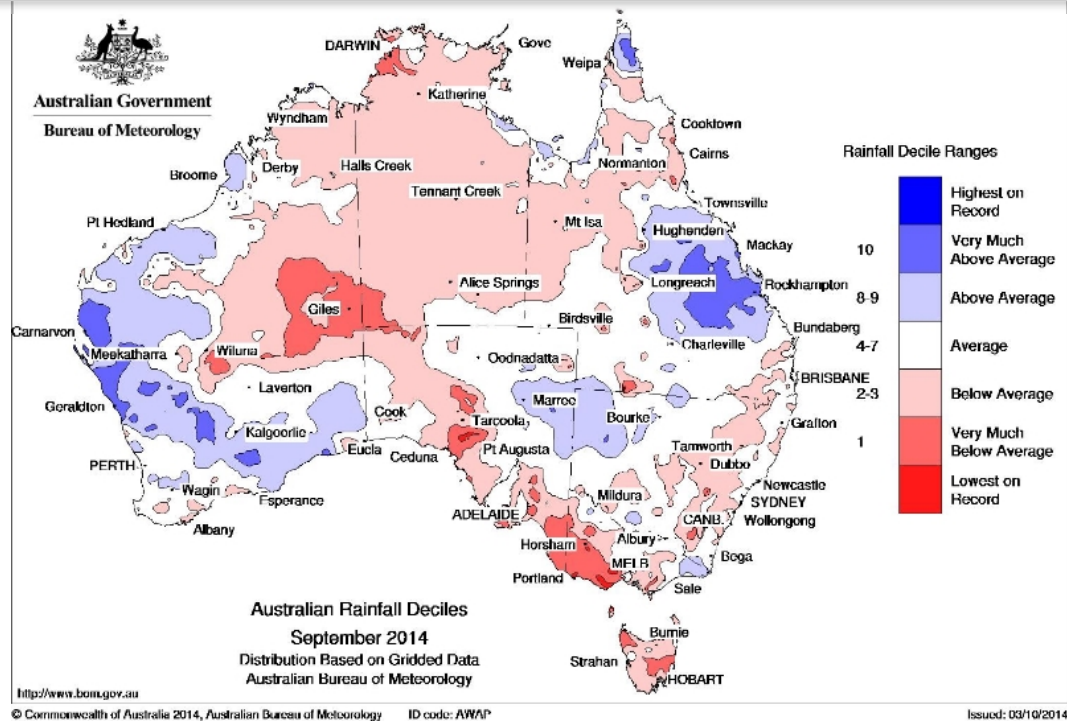 Australian Government
Bureau of Meteorology
DARWIN
Gove
Weipa
Katherine
Wyndham
Cooktown
Cairns
Broome
Derby
Halls Creek
Normanton
Tennant Creek
Townsville
Pt Hedland
Mt Isa
Hughenden
Mackay
Alice Springs
Longreach
Rockhampton
Giles
Birdsville
Carnarvon
Bundaberg
Meekatharra
Wiluna
Oodnadatta
Charleville
Laverton
BRISBANE
Geraldton
Cook
Marree
Bourke
Grafton
Kalgoorlie
Tarcoola
Eucla
Ceduna
Pt Augusta
Tamworth
PERTH
Dubbo
Wagin
Esperance
Mildura
Newcastle
SYDNEY
Albany
ADELAIDE
CANB.
Wollongong
Horsham
Albury
Bega
Portland
MELB
Sale
Burnie
Strahan
HOBART
Rainfall Decile Ranges
Highest on
Record
10
Very Much
Above Average
8-9
Above Average
4-7
Average
2-3
Below Average
1
Very Much
Below Average
Lowest on
Record
Australian Rainfall Deciles
September 2014
Distribution Based on Gridded Data
Australian Bureau of Meteorology
http://www.bom.gov.au
© Commonwealth of Australia 2014, Australian Bureau of Meteorology
ID code: AWAP
Issued: 03/10/2014